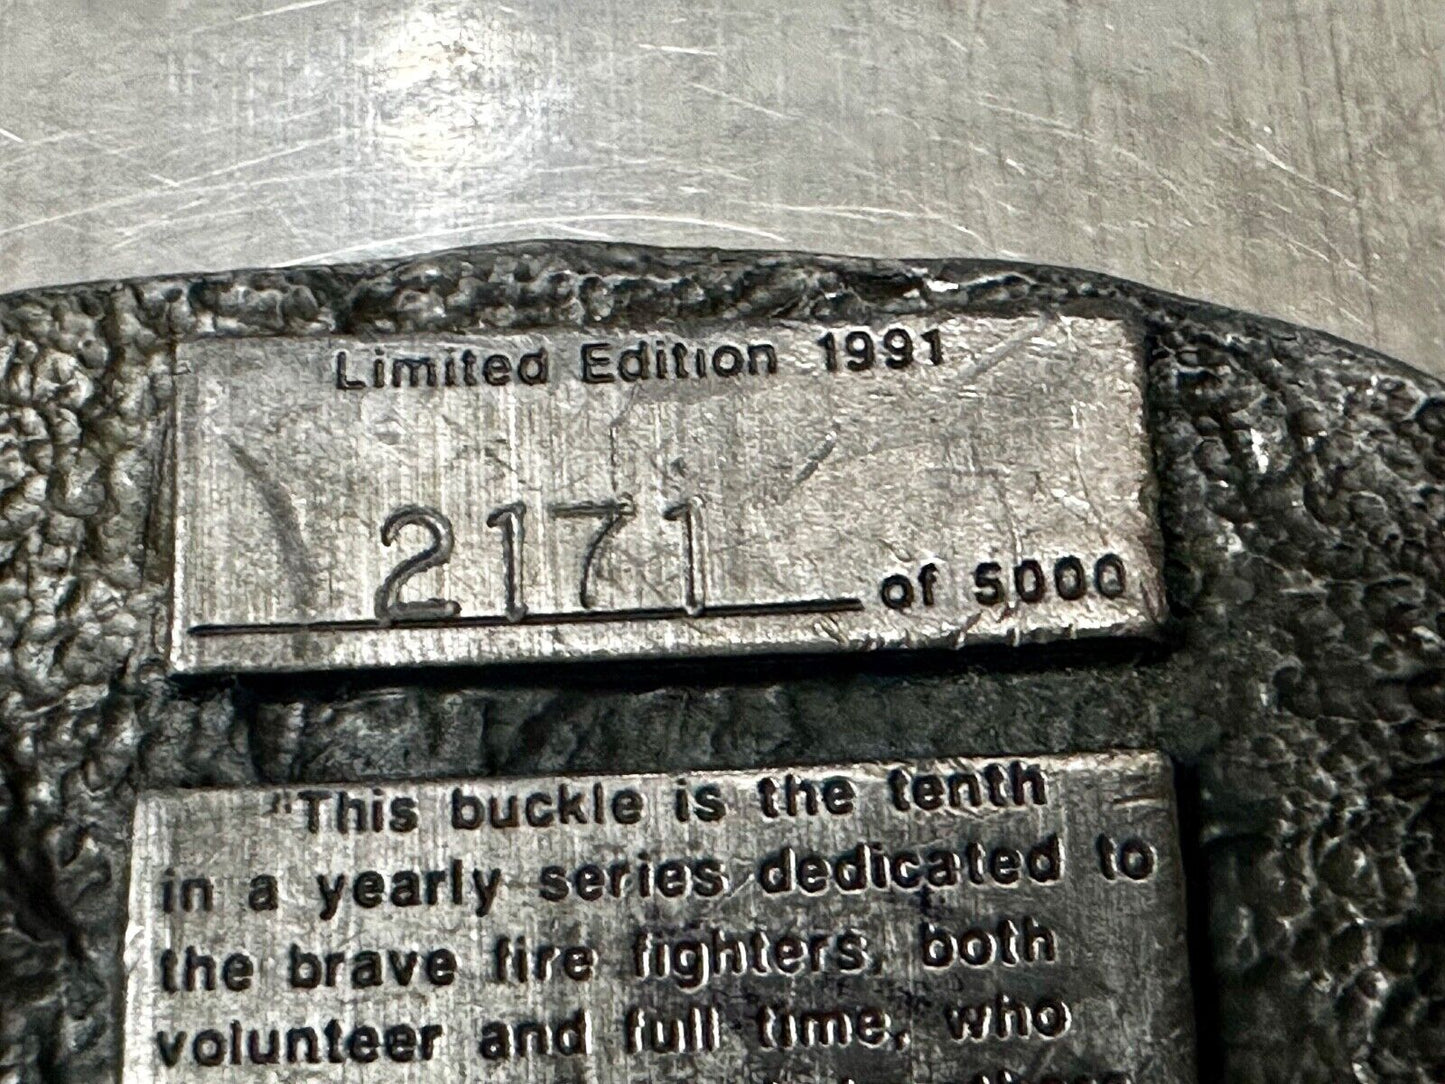 Limited Edition 1991
2171 of 5000
"This buckle is the tenth
in a yearly series dedicated to
the brave fire fighters, both
volunteer and full time, who